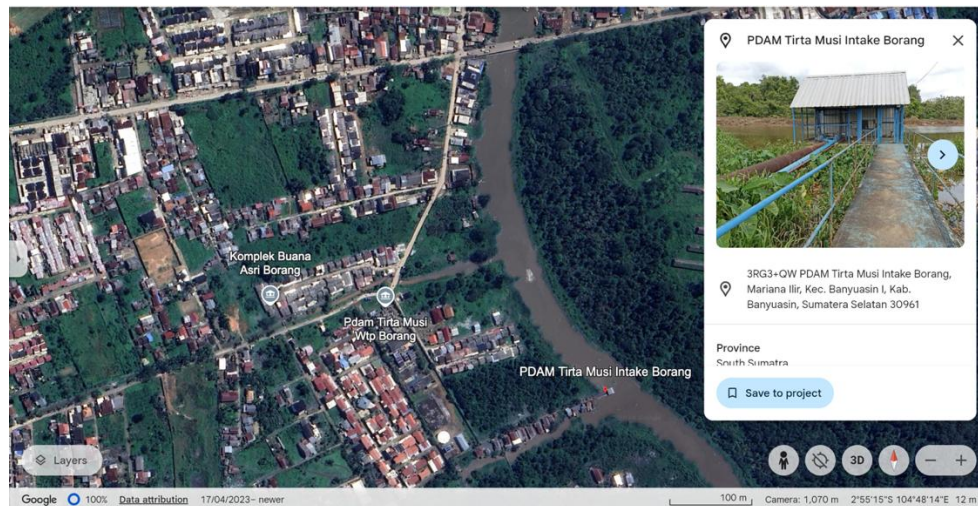 PDAM Tirta Musi Intake Borang
3RG3+QW PDAM Tirta Musi Intake Borang,
Mariana Ilir, Kec. Banyuasin I, Kab.
Banyuasin, Sumatera Selatan 30961
Province
South Sumatra
Save to project
Komplek Buana
Asri Borang
Pdam Tirta Musi
Wtp Borang
PDAM Tirta Musi Intake Borang
Layers
3D
Google 100% Data attribution 17/04/2023– newer 100 m Camera: 1,070 m 2°55'15"S 104°48'14"E 12 m